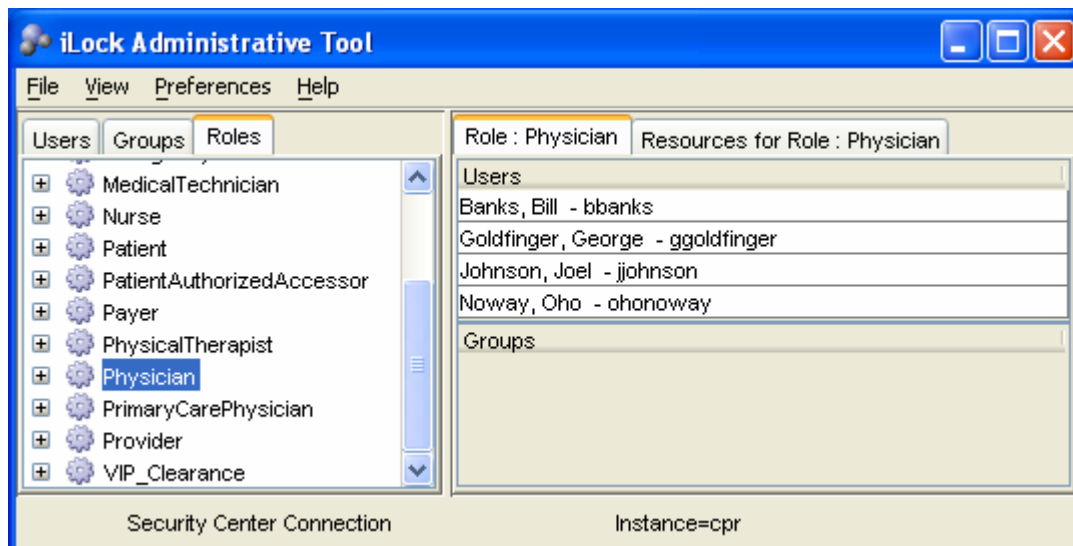 iLock Administrative Tool
File View Preferences Help
Users Groups Roles
MedicalTechnician
Nurse
Patient
PatientAuthorizedAccessor
Payer
PhysicalTherapist
Physician
PrimaryCarePhysician
Provider
VIP_Clearance
Role : Physician Resources for Role : Physician
Users
Banks, Bill - bbanks
Goldfinger, George - ggoldfinger
Johnson, Joel - jjohnson
Noway, Oho - ohonoway
Groups
Security Center Connection Instance=cpr